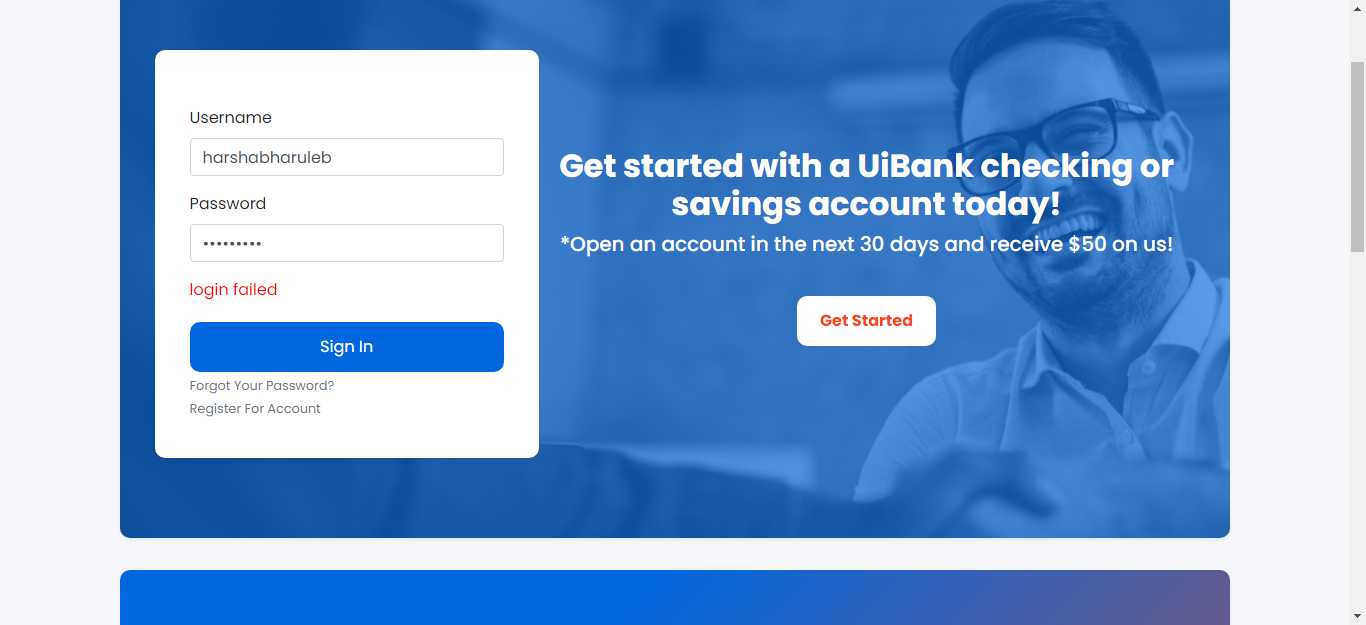 Username
harshabharuleb
Password
•••••••••
login failed
Sign In
Forgot Your Password?
Register For Account
Get started with a UiBank checking or
savings account today!
*Open an account in the next 30 days and receive $50 on us!
Get Started